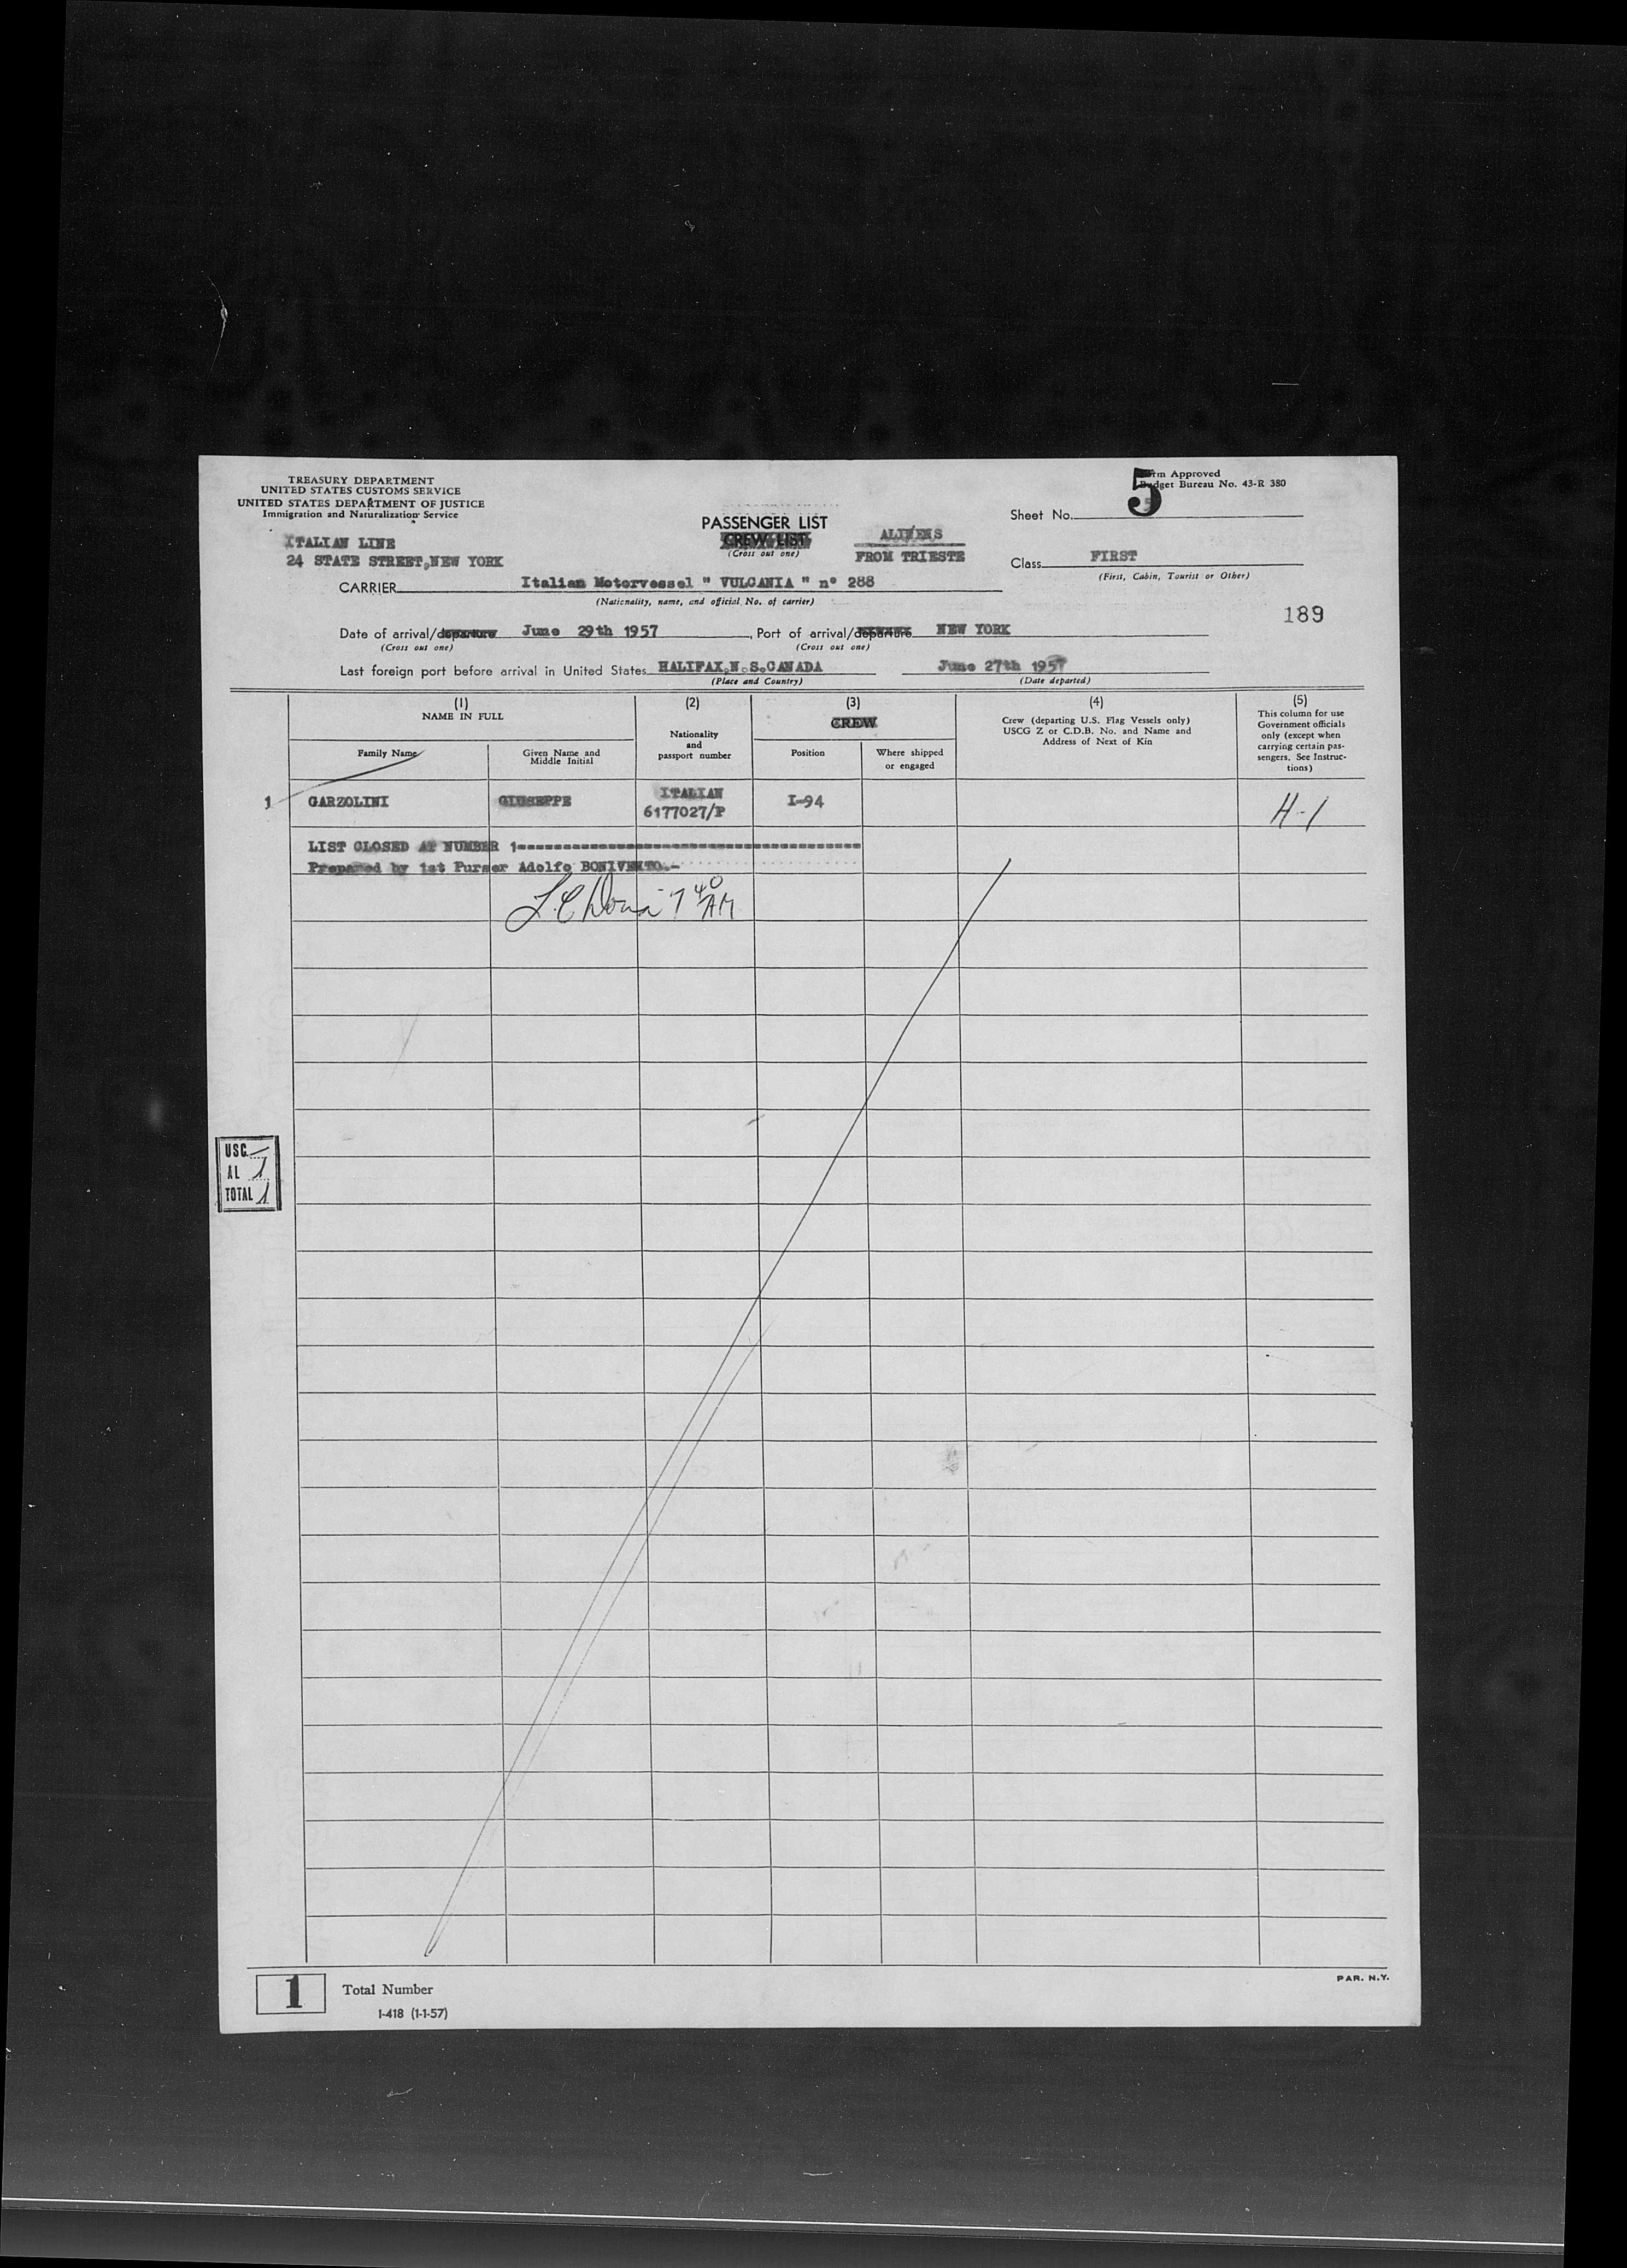 TREASURY DEPARTMENT
UNITED STATES CUSTOMS SERVICE
UNITED STATES DEPARTMENT OF JUSTICE
Immigration and Naturalization Service
Form Approved
Budget Bureau No. 43-R 380
5
Sheet No.
PASSENGER LIST
CREW LIST
(Cross out one)
ALIENS
FROM TRIESTE
ITALIAN LINE
24 STATE STREET,NEW YORK
Class FIRST
(First, Cabin, Tourist or Other)
CARRIER Italian Motorvessel " VULCANIA " n° 288
(Nationality, name, and official No. of carrier)
189
Date of arrival/departure June 29th 1957, Port of arrival/departure NEW YORK
(Cross out one) (Cross out one)
Last foreign port before arrival in United States HALIFAX,N.S.CANADA June 27th 1957
(Place and Country) (Date departed)
(1)
NAME IN FULL
Family Name
Given Name and
Middle Initial
(2)
Nationality
and
passport number
(3)
CREW
Position
Where shipped
or engaged
(4)
Crew (departing U.S. Flag Vessels only)
USCG Z or C.D.B. No. and Name and
Address of Next of Kin
(5)
This column for use
Government officials
only (except when
carrying certain pas-
sengers. See Instruc-
tions)
1 GARZOLINI GIUSEPPE ITALIAN
6177027/P I-94 H-1
LIST CLOSED AT NUMBER 1
Prepared by 1st Purser Adolfo BONIVENTO.-
7 40 AM
USC –
AL 1
TOTAL 1
1 Total Number
I-418 (1-1-57)
PAR. N.Y.